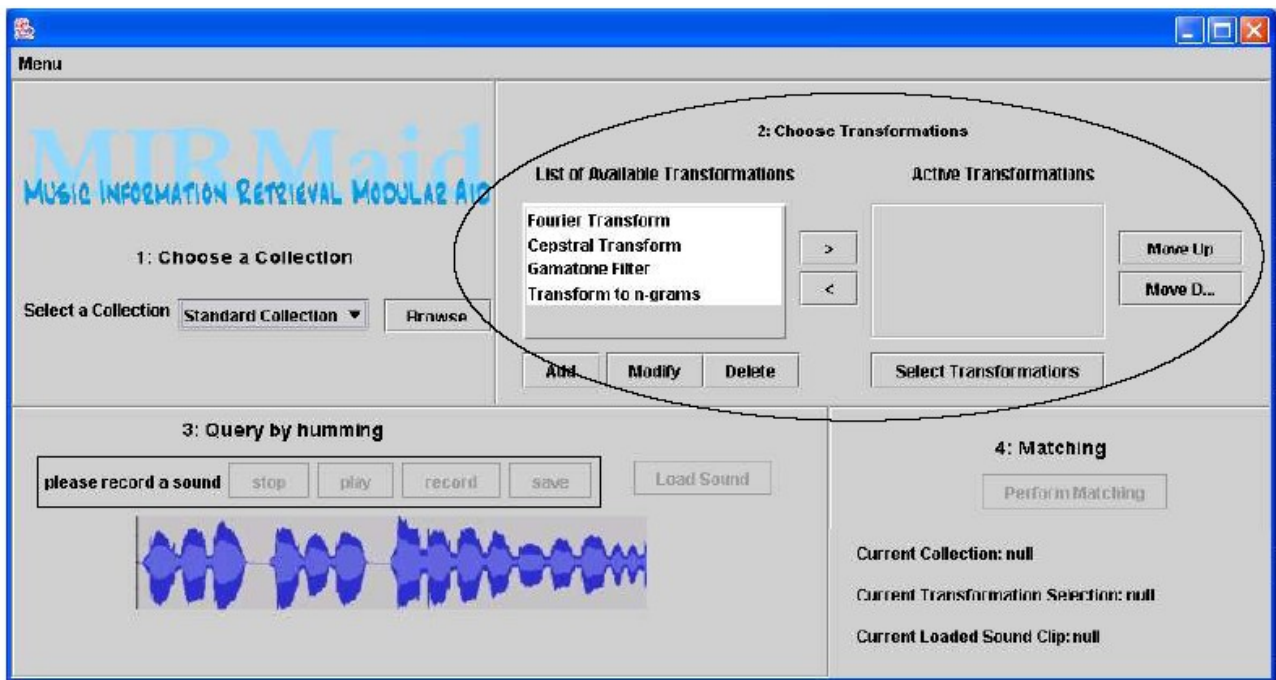 Menu
MIRMaid
MUSIC INFORMATION RETRIEVAL MODULAR AID
1: Choose a Collection
Select a Collection Standard Collection Browse
2: Choose Transformations
List of Available Transformations Active Transformations
Fourier Transform
Cepstral Transform
Gamatone Filter
Transform to n-grams
>
<
Move Up
Move D...
Add Modify Delete Select Transformations
3: Query by humming
please record a sound stop play record save Load Sound
4: Matching
Perform Matching
Current Collection: null
Current Transformation Selection: null
Current Loaded Sound Clip: null